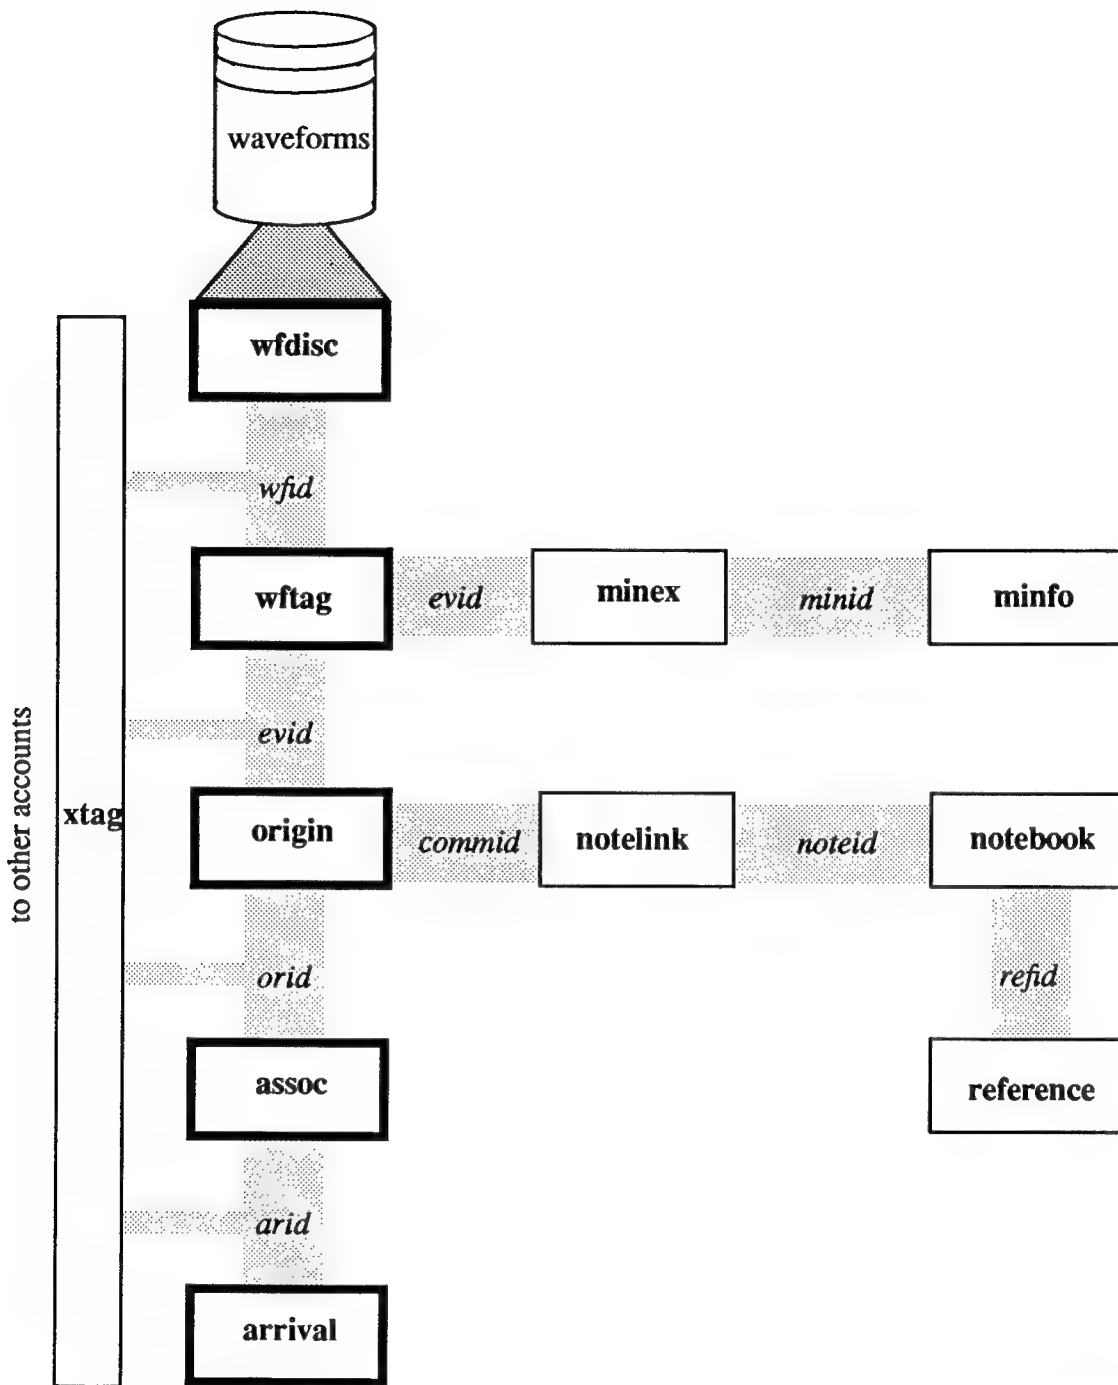 waveforms
wfdisc
wfid
wftag
evid
minex
minid
minfo
evid
to other accounts
xtag
origin
commid
notelink
noteid
notebook
orid
refid
assoc
reference
arid
arrival